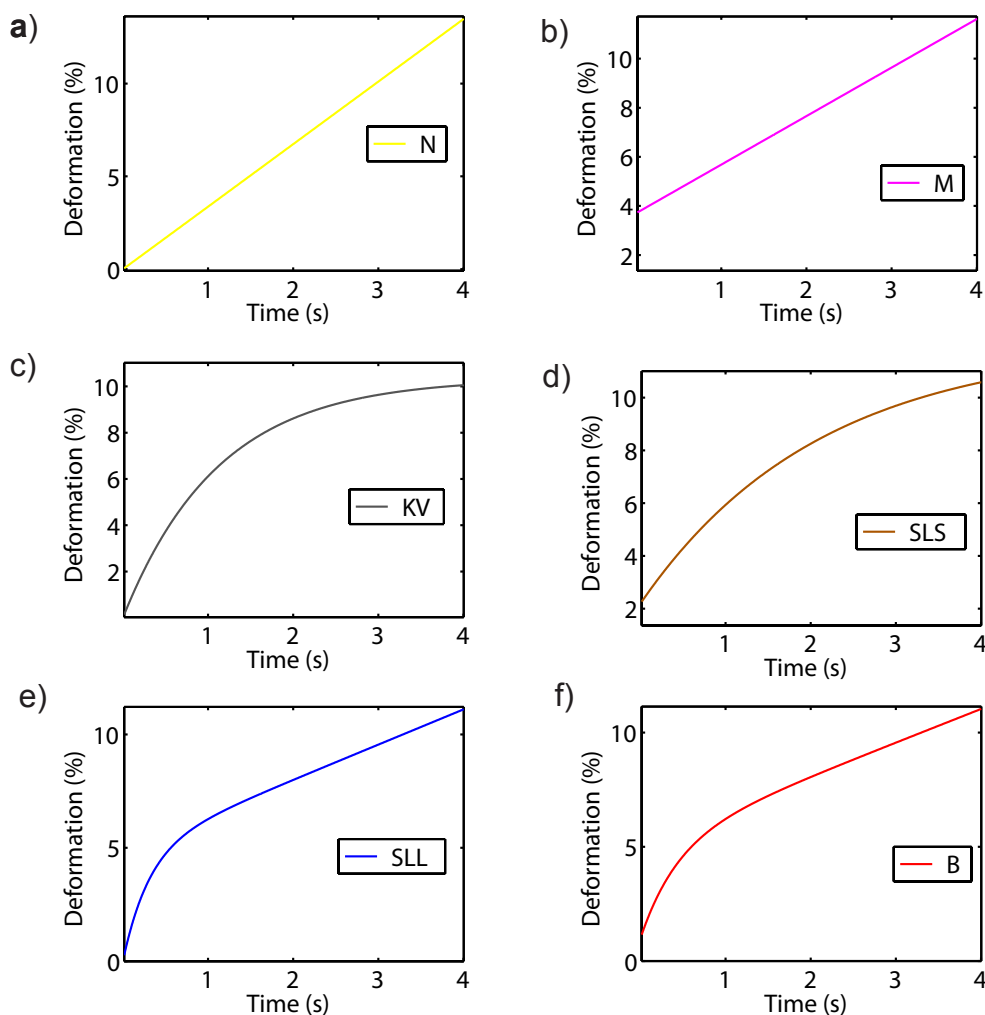 a)
Deformation (%)
10
5
0
N
1 2 3 4
Time (s)
b)
Deformation (%)
10
8
6
4
2
M
1 2 3 4
Time (s)
c)
Deformation (%)
10
8
6
4
2
KV
1 2 3 4
Time (s)
d)
Deformation (%)
10
8
6
4
2
SLS
1 2 3 4
Time (s)
e)
Deformation (%)
10
5
0
SLL
1 2 3 4
Time (s)
f)
Deformation (%)
10
5
0
B
1 2 3 4
Time (s)